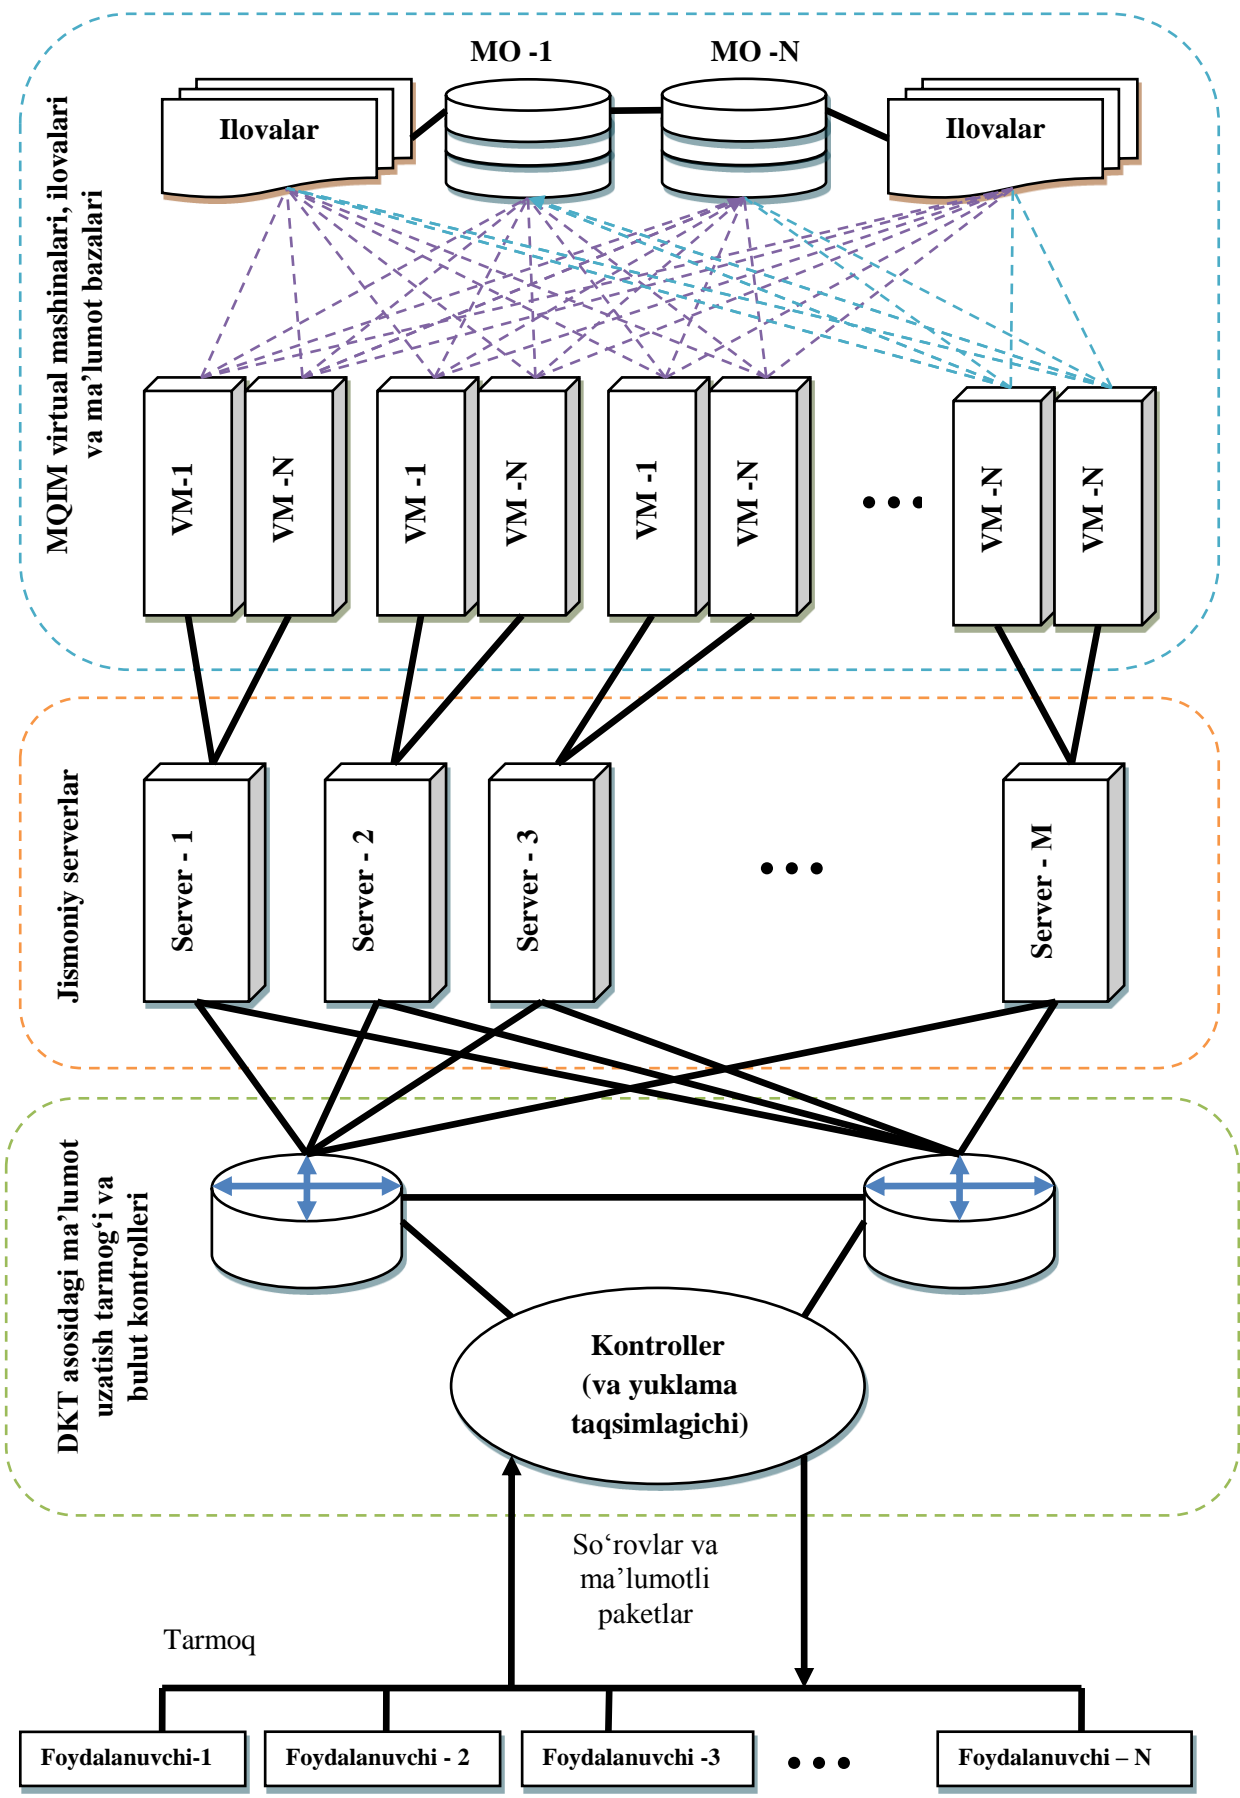 MO -1
MO -N
Ilovalar
Ilovalar
MQIM virtual mashinalari, ilovalari
va ma’lumot bazalari
VM-1
VM -N
VM -1
VM -N
VM -1
VM -N
VM -N
VM -N
Jismoniy serverlar
Server - 1
Server - 2
Server - 3
Server - M
DKT asosidagi ma’lumot
uzatish tarmog‘i va
bulut kontrolleri
Kontroller
(va yuklama
taqsimlagichi)
So‘rovlar va
ma’lumotli
paketlar
Tarmoq
Foydalanuvchi-1
Foydalanuvchi - 2
Foydalanuvchi -3
Foydalanuvchi – N